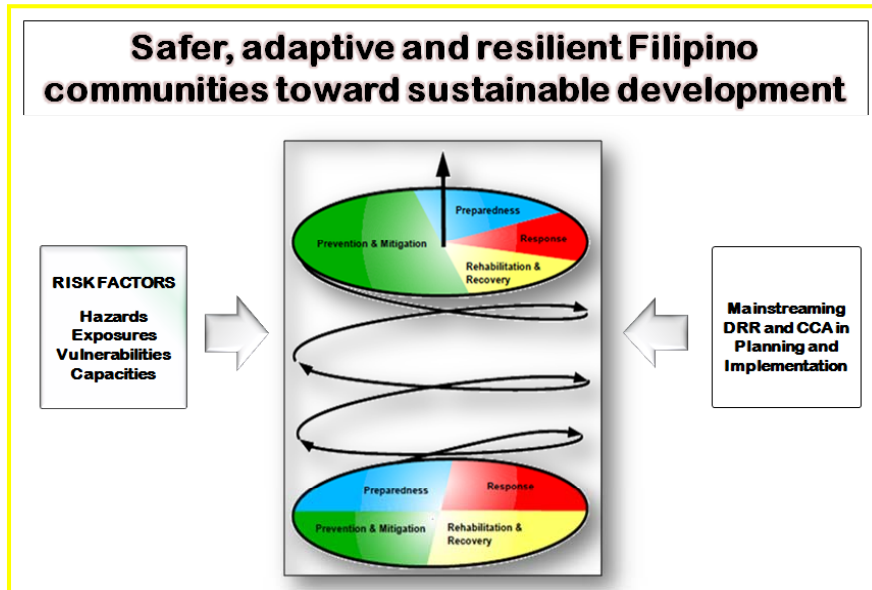 Safer, adaptive and resilient Filipino
communities toward sustainable development
Preparedness
Prevention & Mitigation
Response
Rehabilitation &
Recovery
RISK FACTORS
Hazards
Exposures
Vulnerabilities
Capacities
Mainstreaming
DRR and CCA in
Planning and
Implementation
Preparedness
Response
Prevention & Mitigation
Rehabilitation &
Recovery